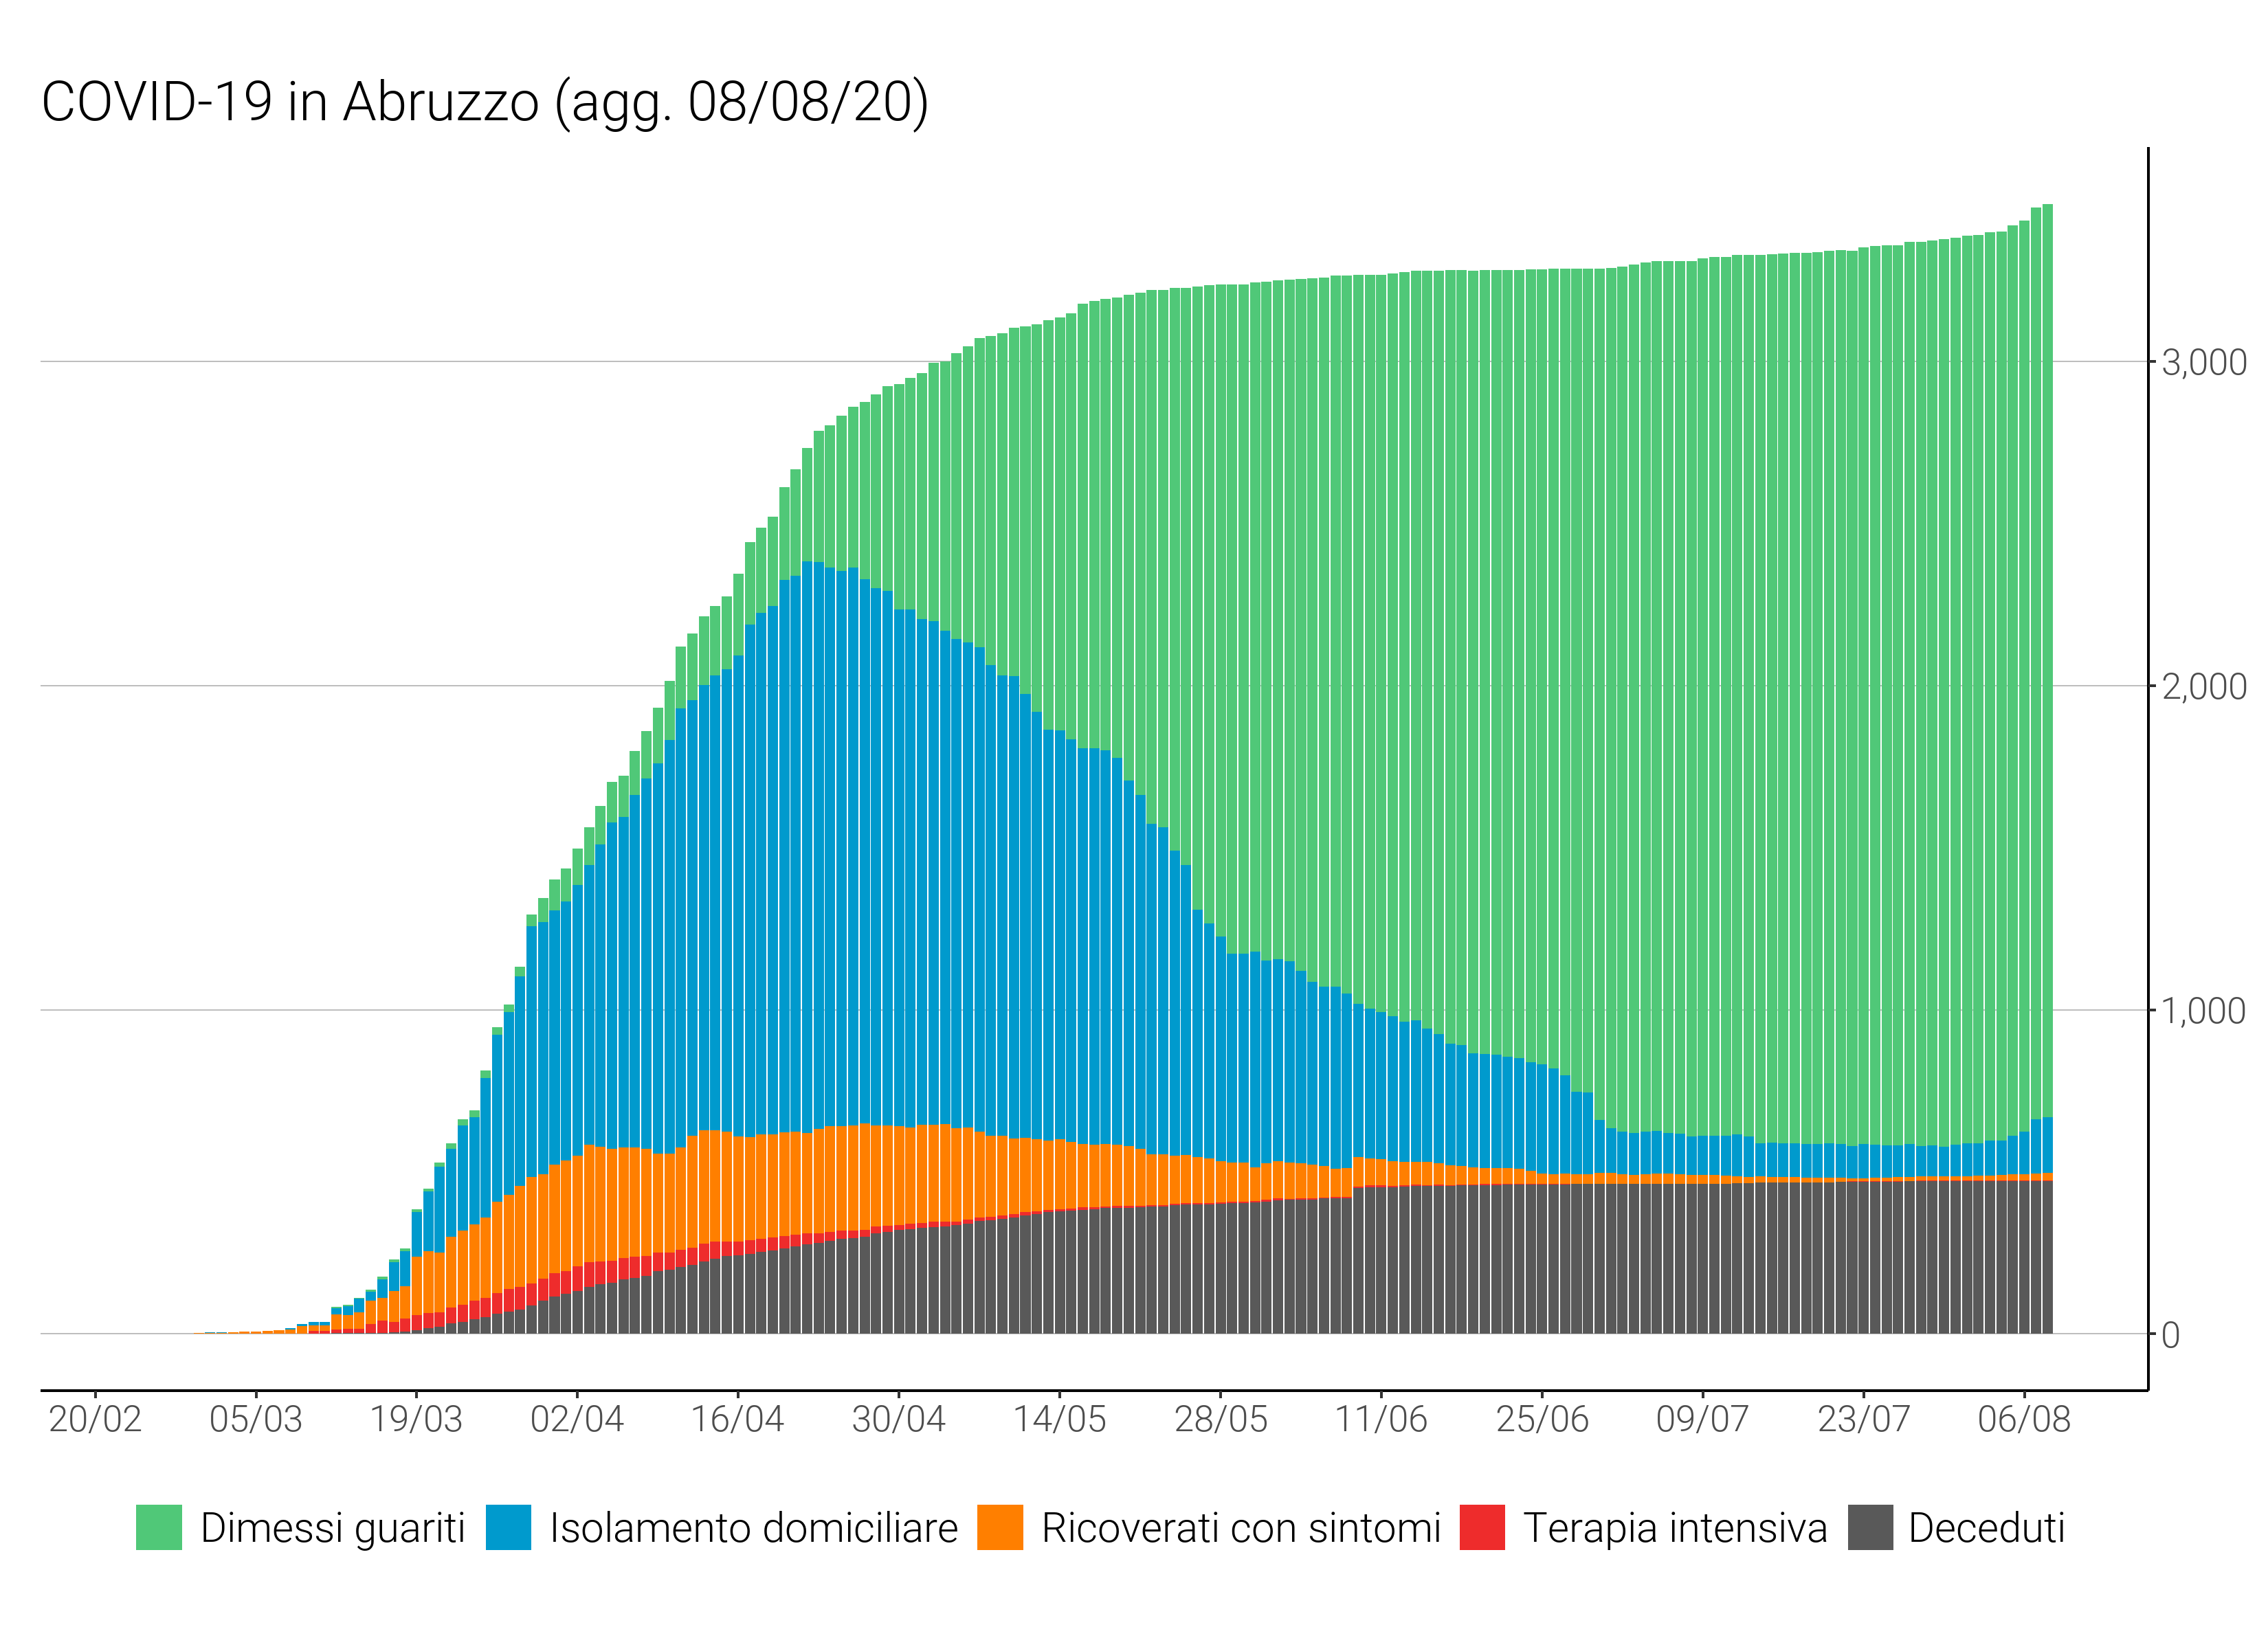 COVID-19 in Abruzzo (agg. 08/08/20)
3,000
2,000
1,000
0
20/02 05/03 19/03 02/04 16/04 30/04 14/05 28/05 11/06 25/06 09/07 23/07 06/08
Dimessi guariti Isolamento domiciliare Ricoverati con sintomi Terapia intensiva Deceduti